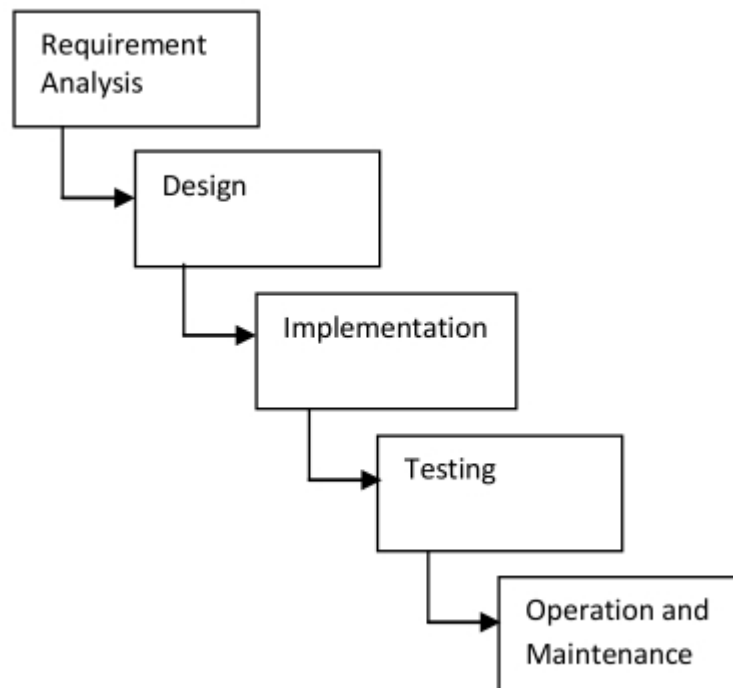 Requirement
Analysis
Design
Implementation
Testing
Operation and
Maintenance